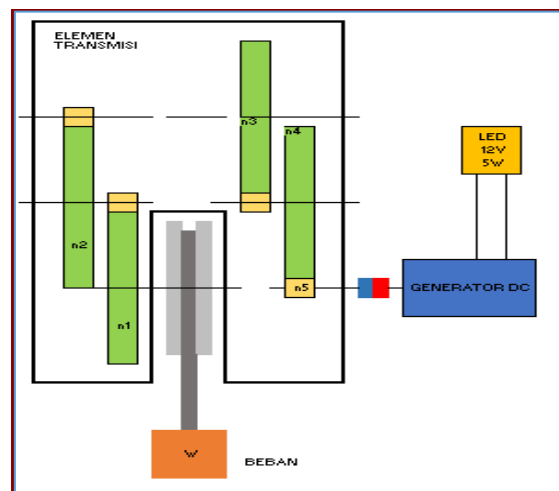 ELEMEN
TRANSMISI
n3
n4
LED
12V
5W
n2
n5
GENERATOR DC
n1
W
BEBAN